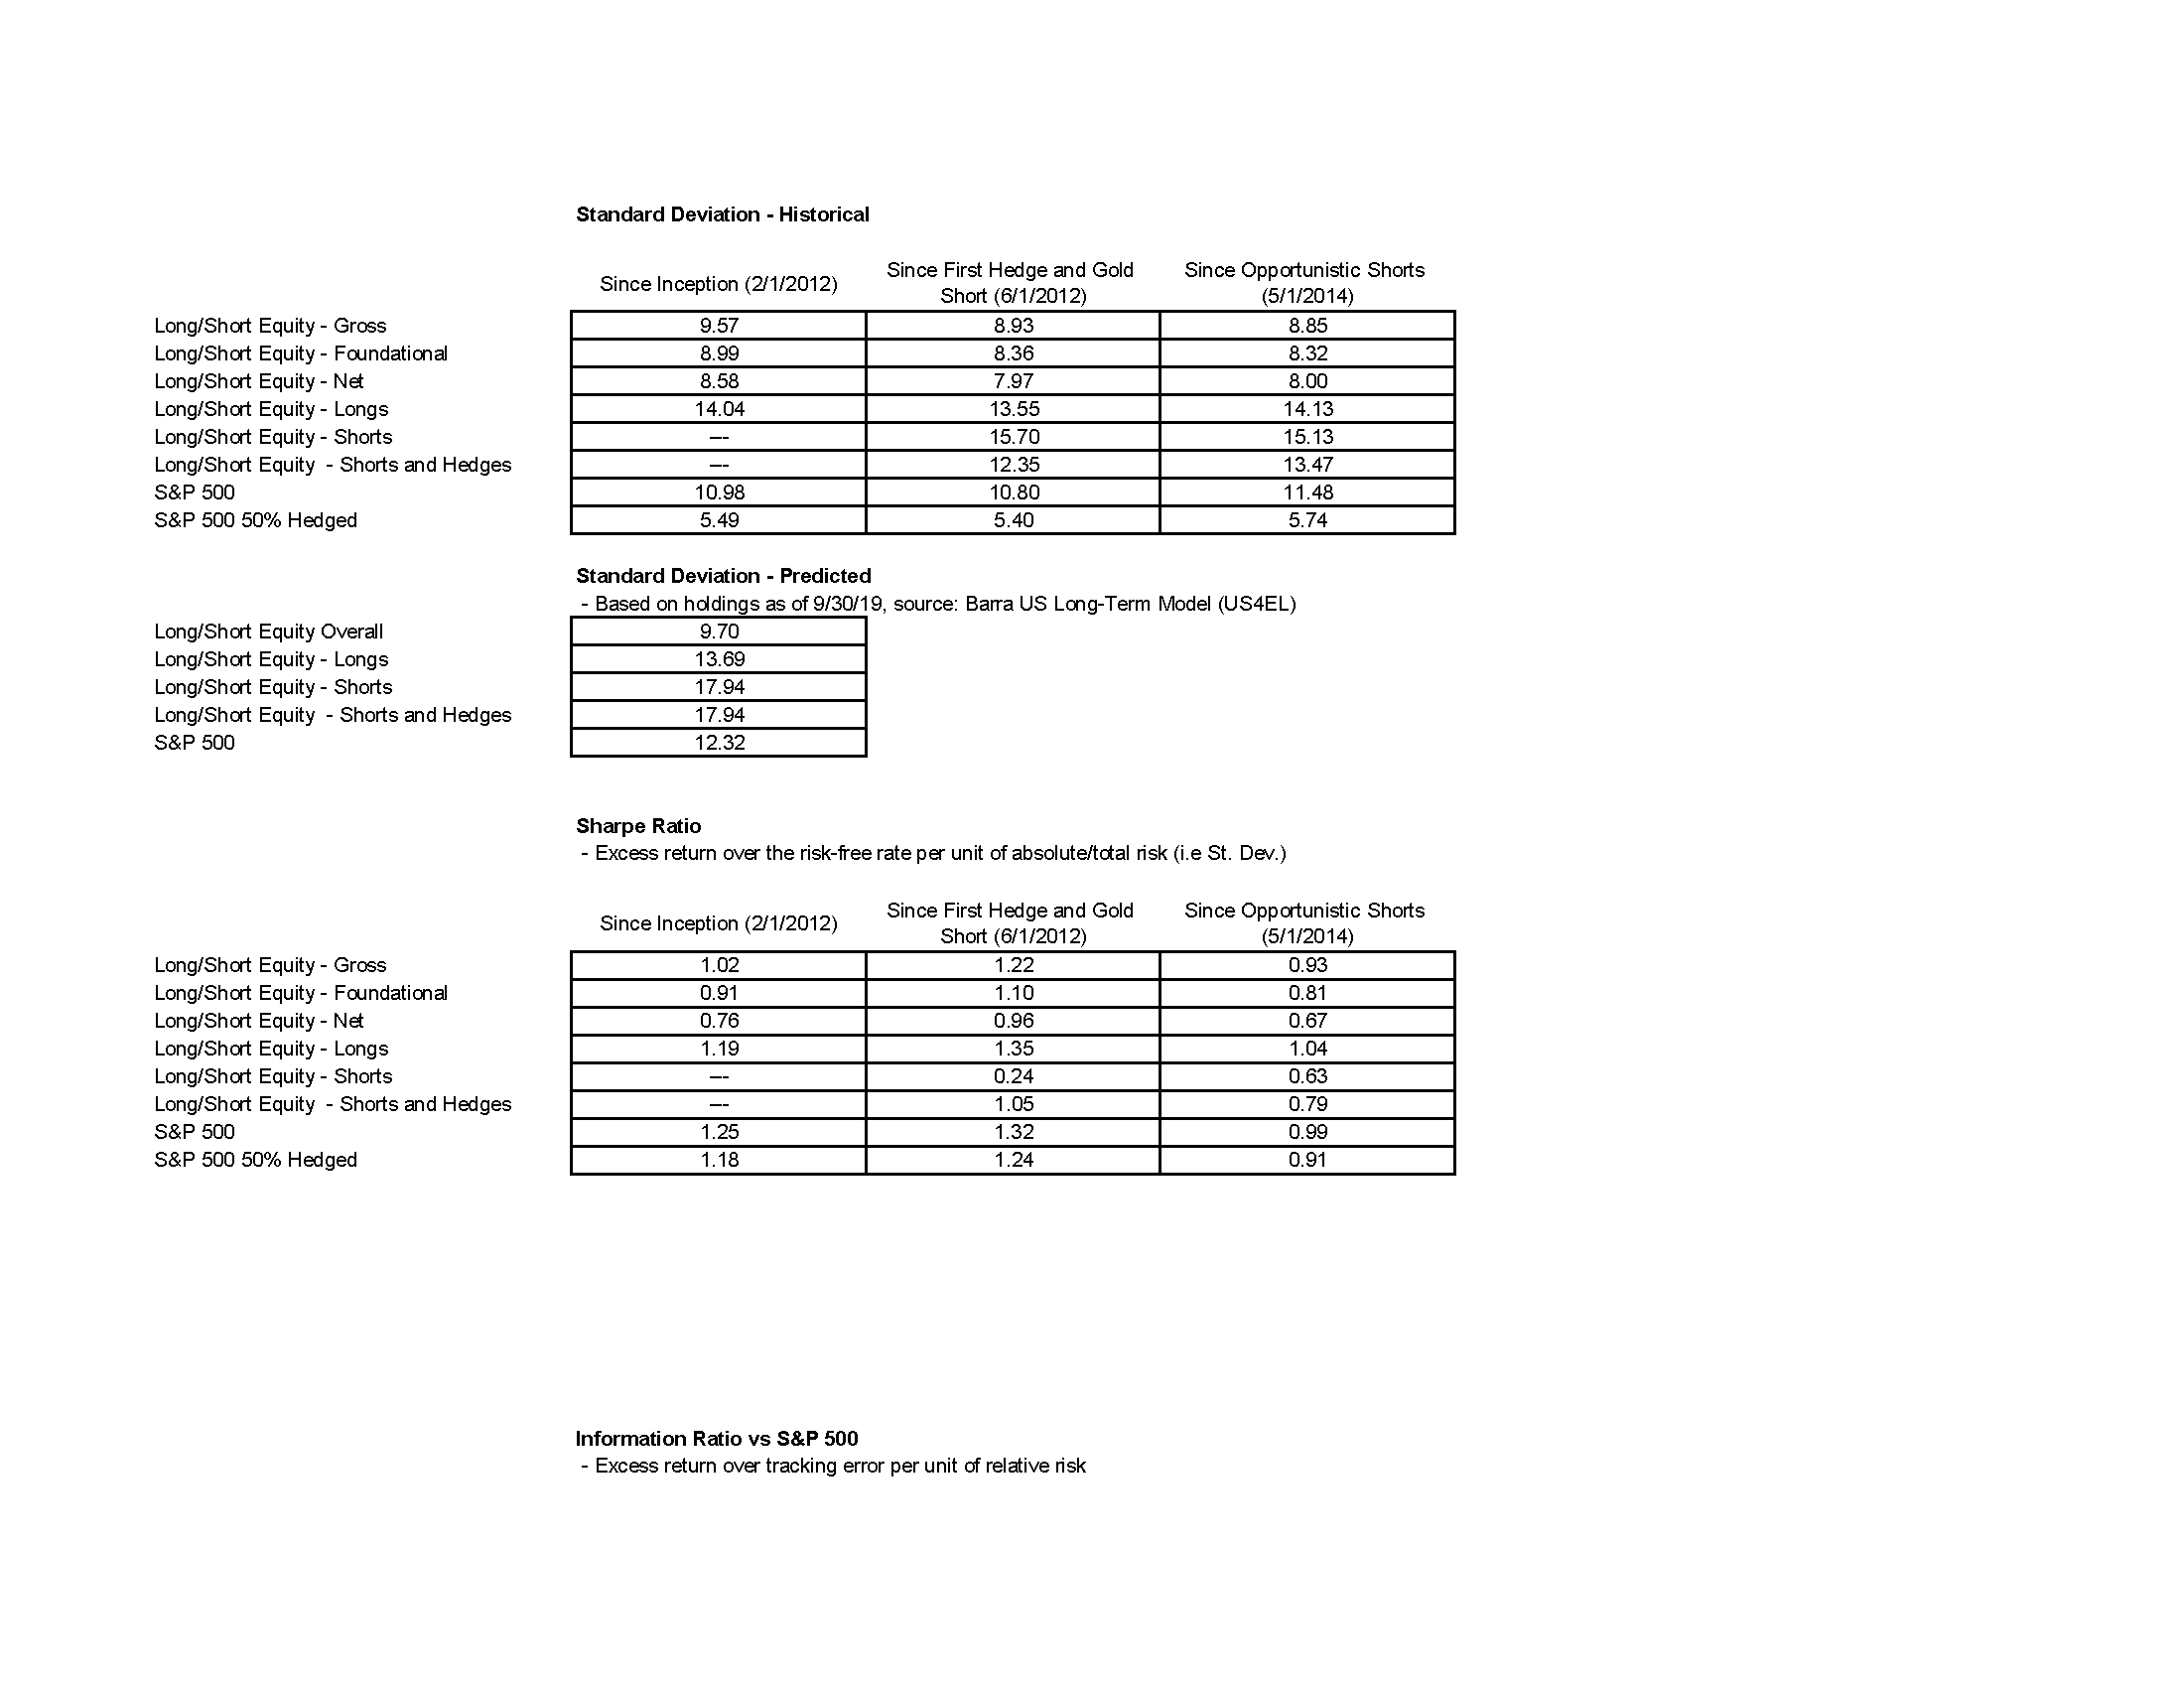 Standard Deviation - Historical
Since Inception (2/1/2012) Since First Hedge and Gold Short (6/1/2012) Since Opportunistic Shorts (5/1/2014)
Long/Short Equity - Gross 9.57 8.93 8.85
Long/Short Equity - Foundational 8.99 8.36 8.32
Long/Short Equity - Net 8.58 7.97 8.00
Long/Short Equity - Longs 14.04 13.55 14.13
Long/Short Equity - Shorts --- 15.70 15.13
Long/Short Equity  - Shorts and Hedges --- 12.35 13.47
S&P 500 10.98 10.80 11.48
S&P 500 50% Hedged 5.49 5.40 5.74
Standard Deviation - Predicted
- Based on holdings as of 9/30/19, source: Barra US Long-Term Model (US4EL)
Long/Short Equity Overall 9.70
Long/Short Equity - Longs 13.69
Long/Short Equity - Shorts 17.94
Long/Short Equity  - Shorts and Hedges 17.94
S&P 500 12.32
Sharpe Ratio
- Excess return over the risk-free rate per unit of absolute/total risk (i.e St. Dev.)
Since Inception (2/1/2012) Since First Hedge and Gold Short (6/1/2012) Since Opportunistic Shorts (5/1/2014)
Long/Short Equity - Gross 1.02 1.22 0.93
Long/Short Equity - Foundational 0.91 1.10 0.81
Long/Short Equity - Net 0.76 0.96 0.67
Long/Short Equity - Longs 1.19 1.35 1.04
Long/Short Equity - Shorts --- 0.24 0.63
Long/Short Equity  - Shorts and Hedges --- 1.05 0.79
S&P 500 1.25 1.32 0.99
S&P 500 50% Hedged 1.18 1.24 0.91
Information Ratio vs S&P 500
- Excess return over tracking error per unit of relative risk